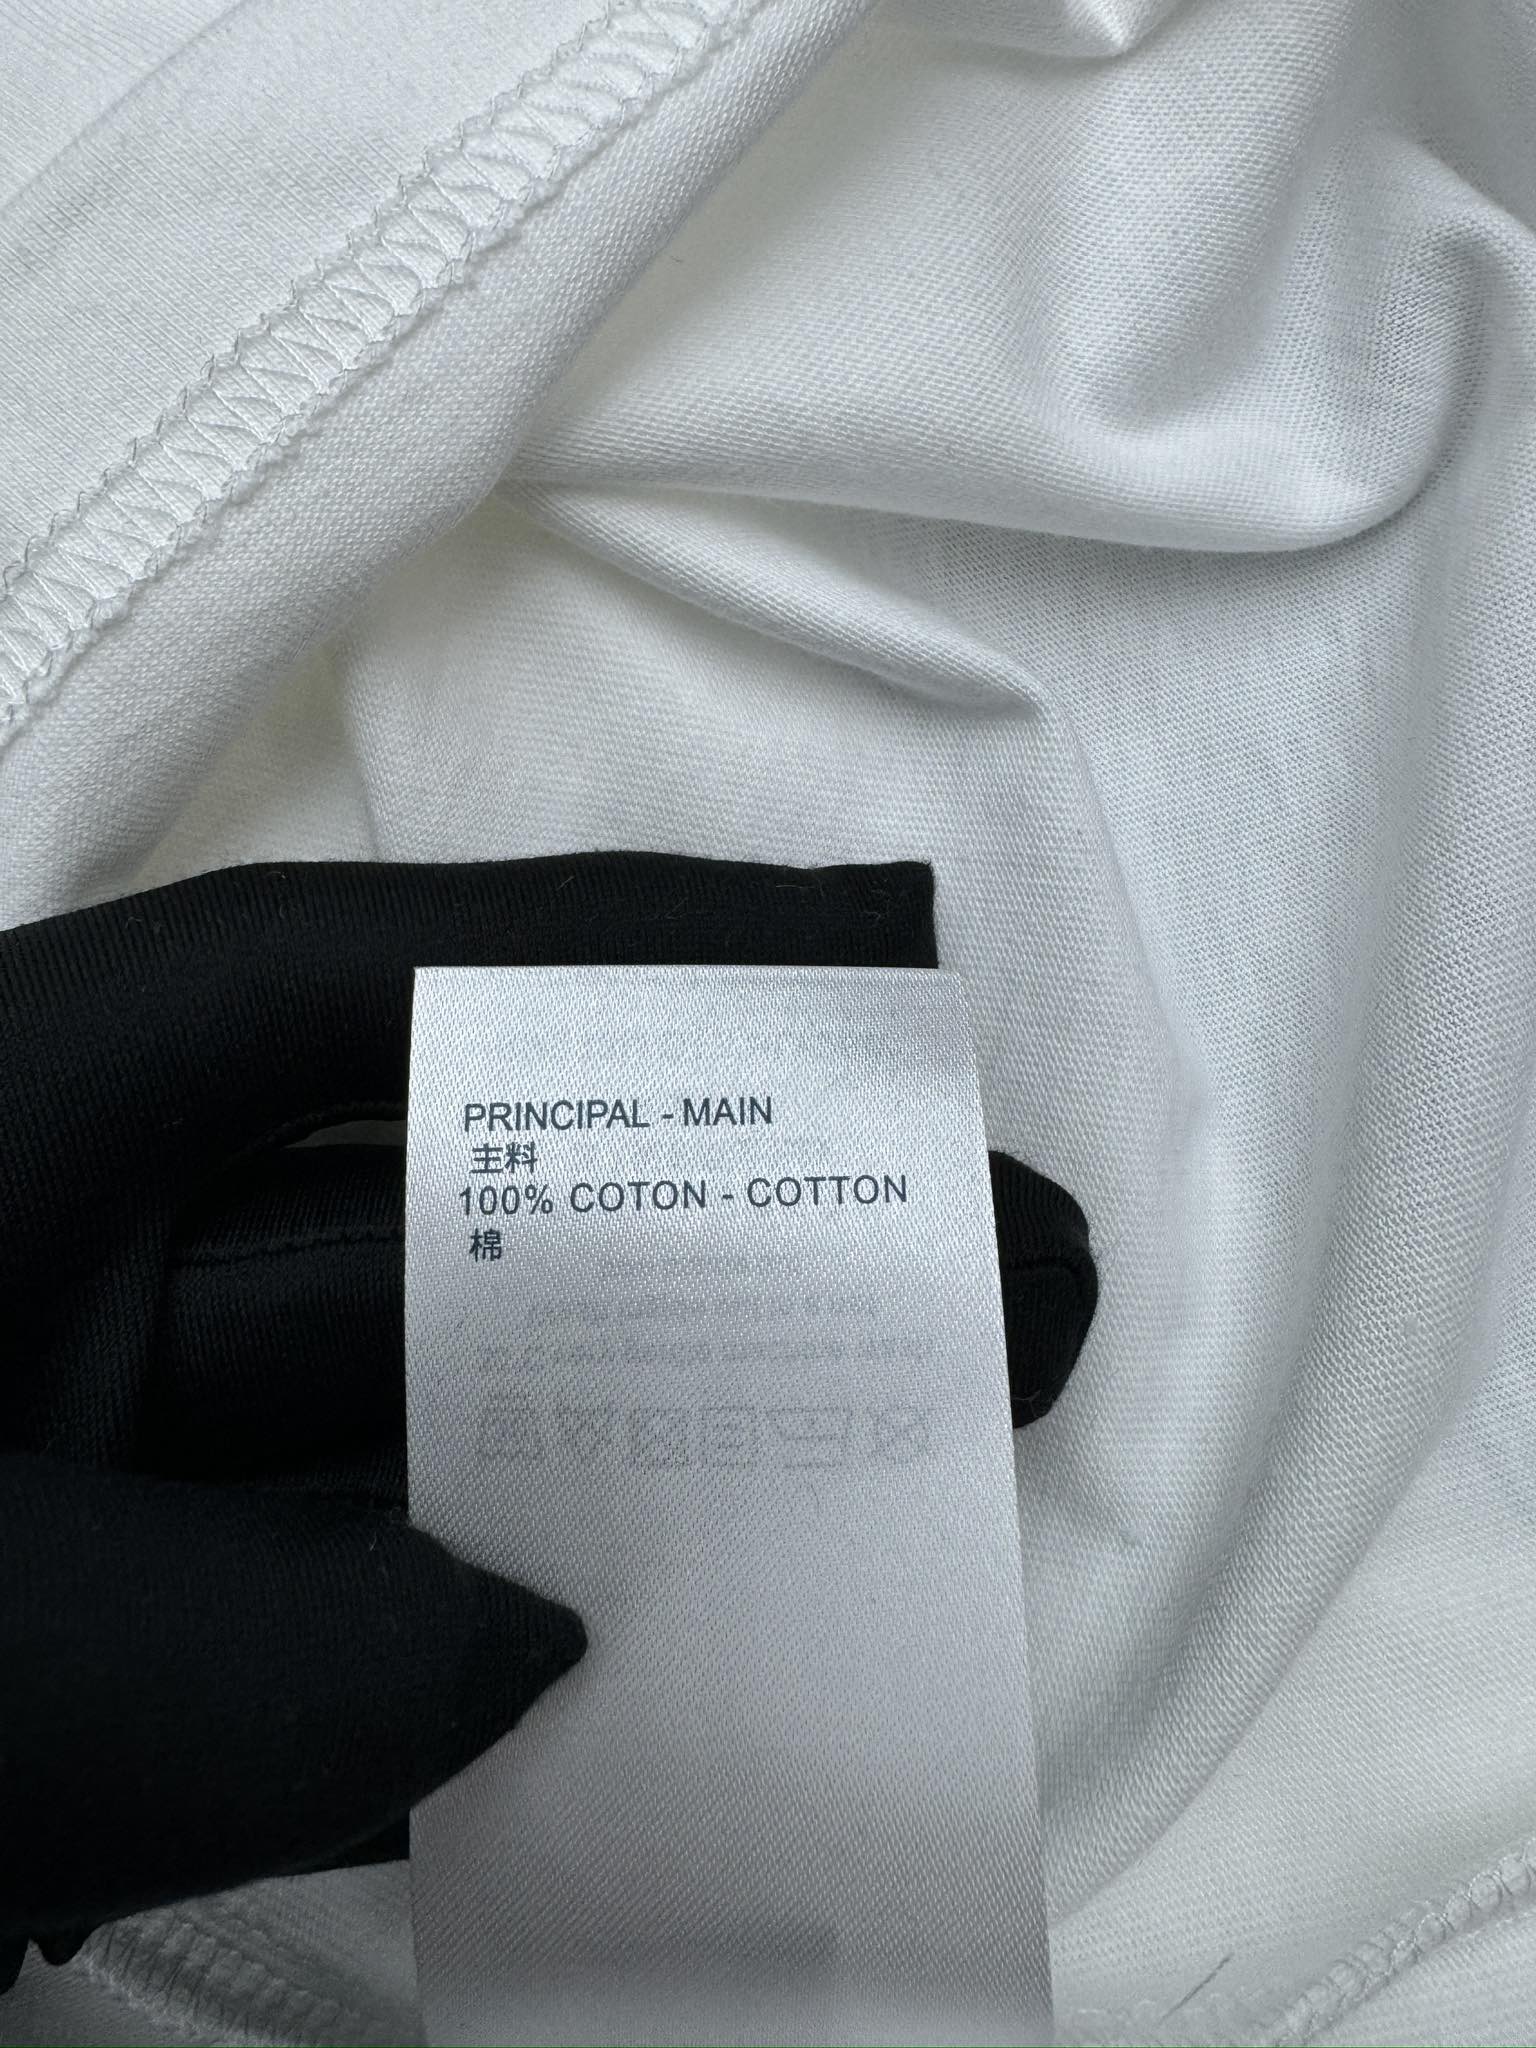 PRINCIPAL - MAIN
主料
100% COTON - COTTON
棉